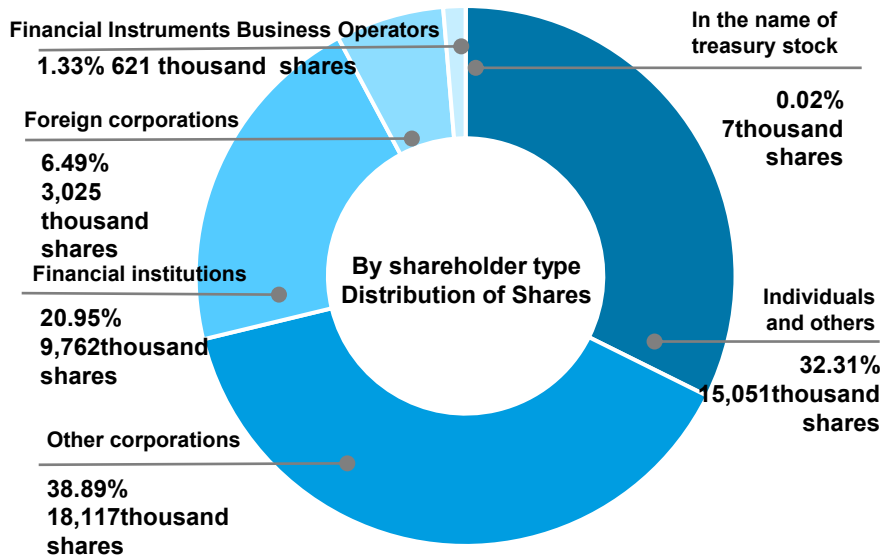 Financial Instruments Business Operators
1.33% 621 thousand shares
Foreign corporations
6.49%
3,025
thousand
shares
Financial institutions
20.95%
9,762thousand
shares
Other corporations
38.89%
18,117thousand
shares
By shareholder type
Distribution of Shares
In the name of
treasury stock
0.02%
7thousand
shares
Individuals
and others
32.31%
15,051thousand
shares